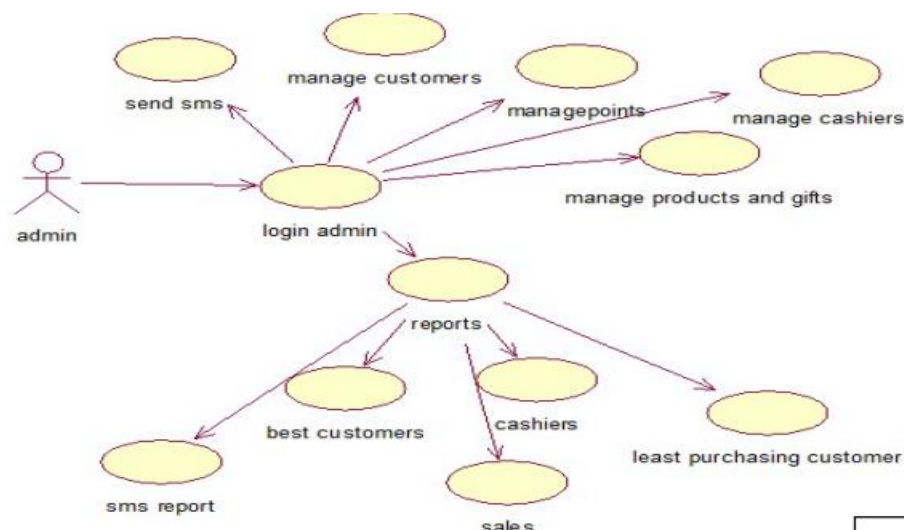 manage customers
send sms
managepoints
manage cashiers
manage products and gifts
admin
login admin
reports
best customers
cashiers
least purchasing customer
sms report
sales